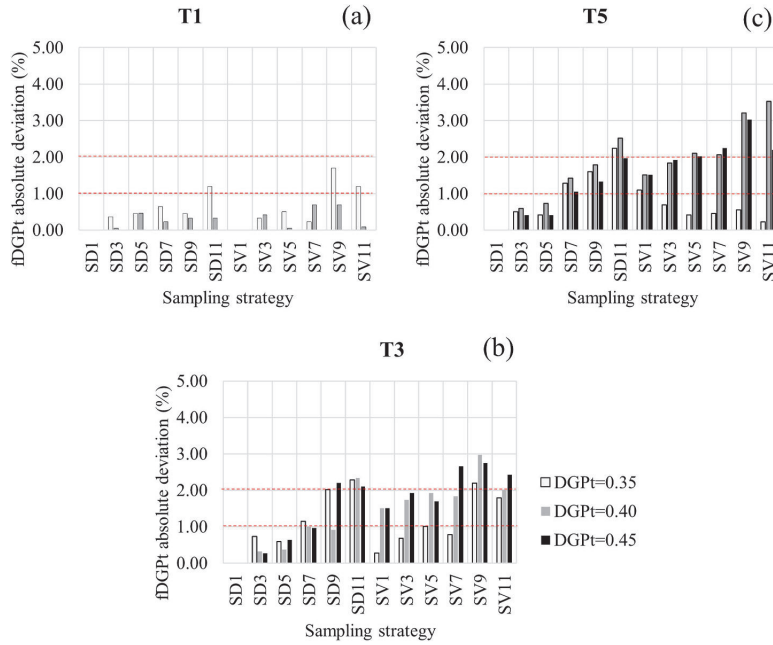 T1
(a)
fDGPt absolute deviation (%)
5.00
4.00
3.00
2.00
1.00
0.00
SD1
SD3
SD5
SD7
SD9
SD11
SV1
SV3
SV5
SV7
SV9
SV11
Sampling strategy
T5
(c)
fDGPt absolute deviation (%)
5.00
4.00
3.00
2.00
1.00
0.00
SD1
SD3
SD5
SD7
SD9
SD11
SV1
SV3
SV5
SV7
SV9
SV11
Sampling strategy
T3
(b)
fDGPt absolute deviation (%)
5.00
4.00
3.00
2.00
1.00
0.00
SD1
SD3
SD5
SD7
SD9
SD11
SV1
SV3
SV5
SV7
SV9
SV11
Sampling strategy
DGPt=0.35
DGPt=0.40
DGPt=0.45